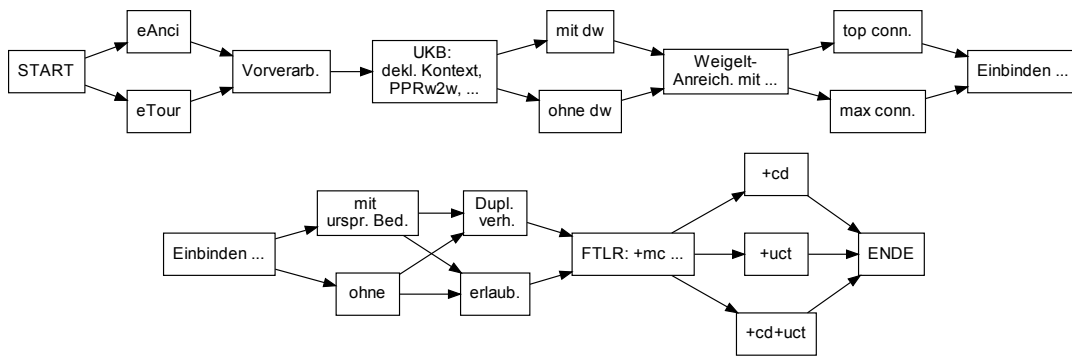 START
eAnci
eTour
Vorverarb.
UKB:
dekl. Kontext,
PPRw2w, ...
mit dw
ohne dw
Weigelt-
Anreich. mit ...
top conn.
max conn.
Einbinden ...
Einbinden ...
mit
urspr. Bed.
ohne
Dupl.
verh.
erlaub.
FTLR: +mc ...
+cd
+uct
+cd+uct
ENDE